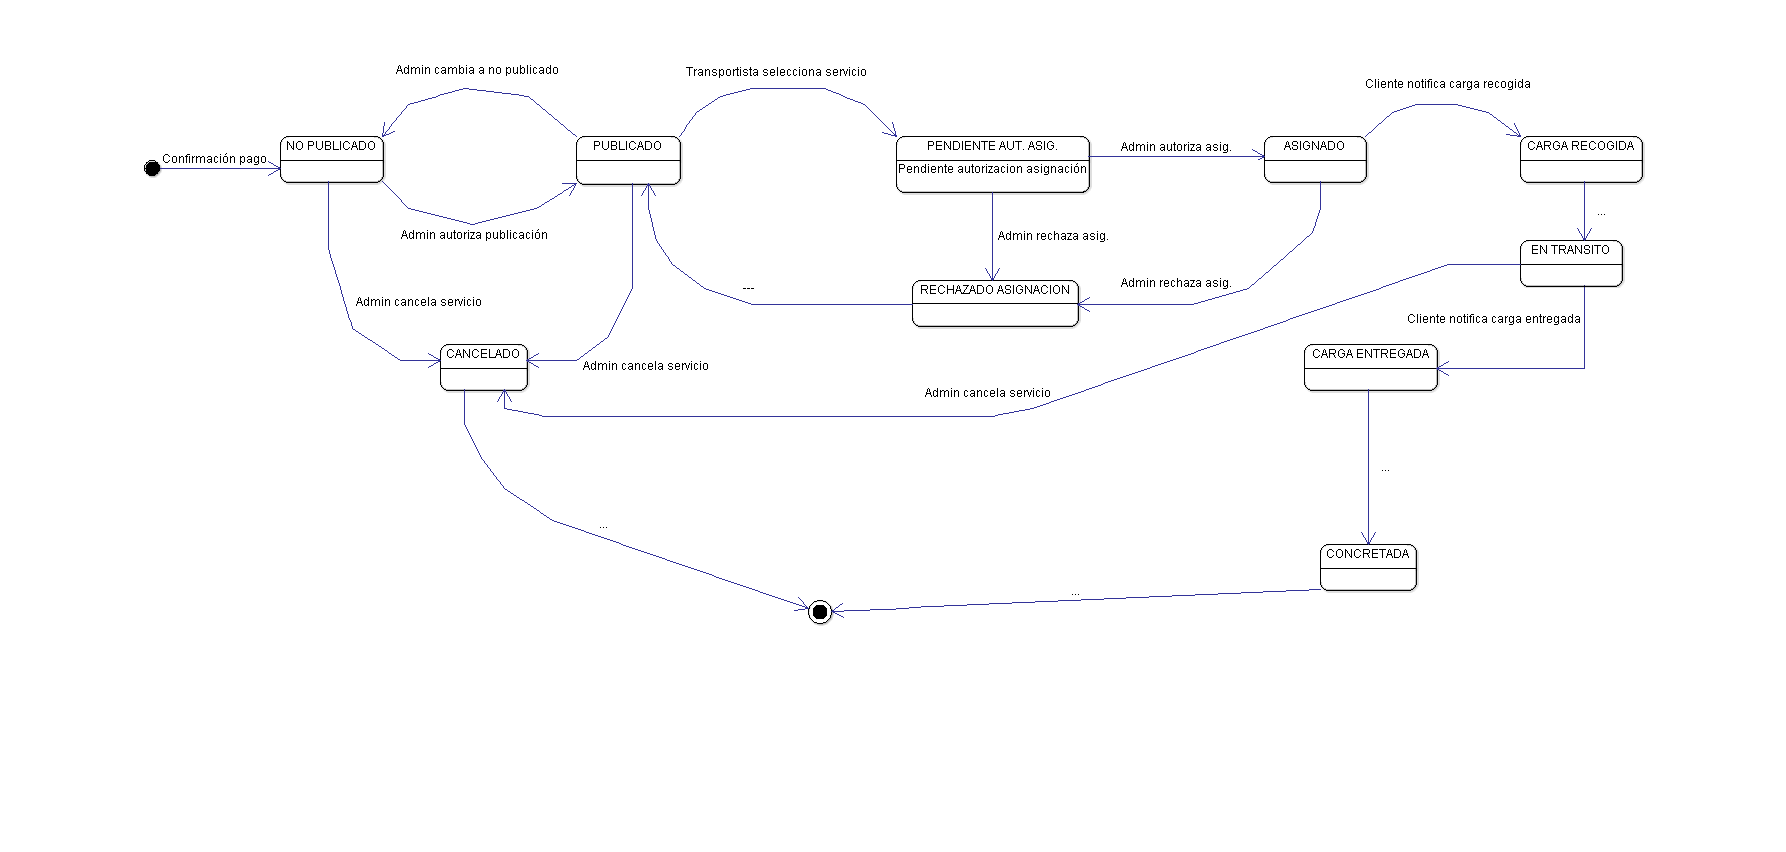 Admin cambia a no publicado
Transportista selecciona servicio
Cliente notifica carga recogida
Confirmación pago
NO PUBLICADO
PUBLICADO
PENDIENTE AUT. ASIG.
Pendiente autorizacion asignación
Admin autoriza asig.
ASIGNADO
CARGA RECOGIDA
...
Admin autoriza publicación
Admin rechaza asig.
EN TRANSITO
---
RECHAZADO ASIGNACION
Admin rechaza asig.
Admin cancela servicio
Cliente notifica carga entregada
CANCELADO
Admin cancela servicio
CARGA ENTREGADA
Admin cancela servicio
...
...
CONCRETADA
...